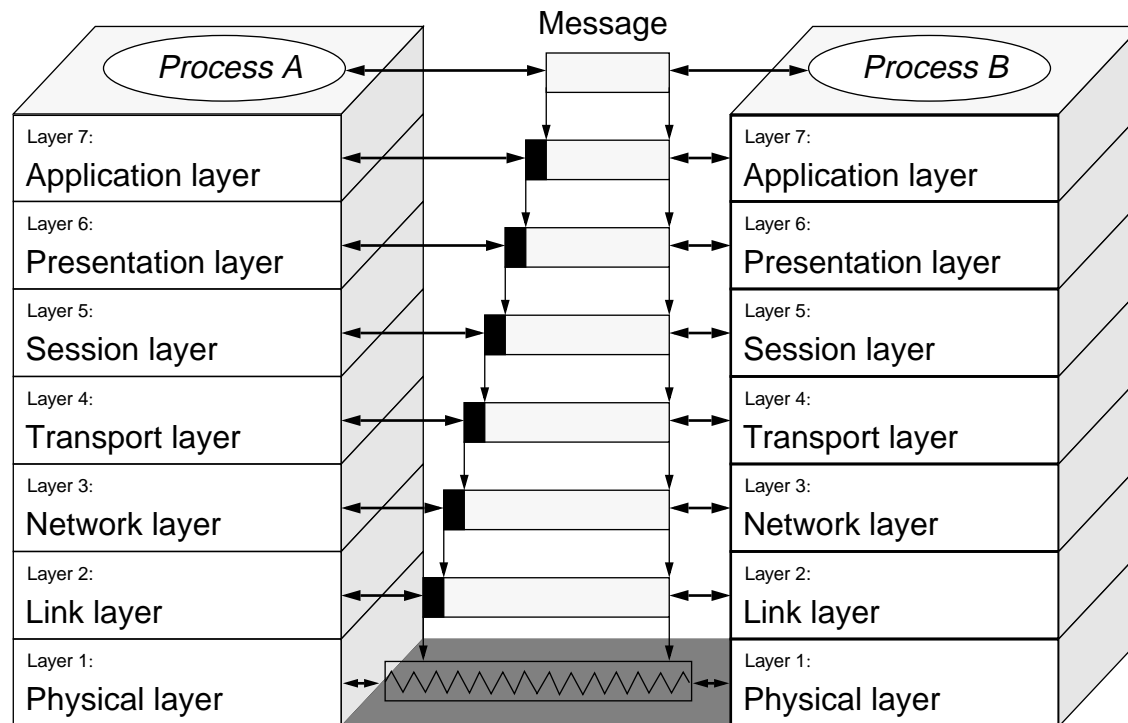 Message
Process A
Process B
Layer 7:
Application layer
Layer 6:
Presentation layer
Layer 5:
Session layer
Layer 4:
Transport layer
Layer 3:
Network layer
Layer 2:
Link layer
Layer 1:
Physical layer
Layer 7:
Application layer
Layer 6:
Presentation layer
Layer 5:
Session layer
Layer 4:
Transport layer
Layer 3:
Network layer
Layer 2:
Link layer
Layer 1:
Physical layer